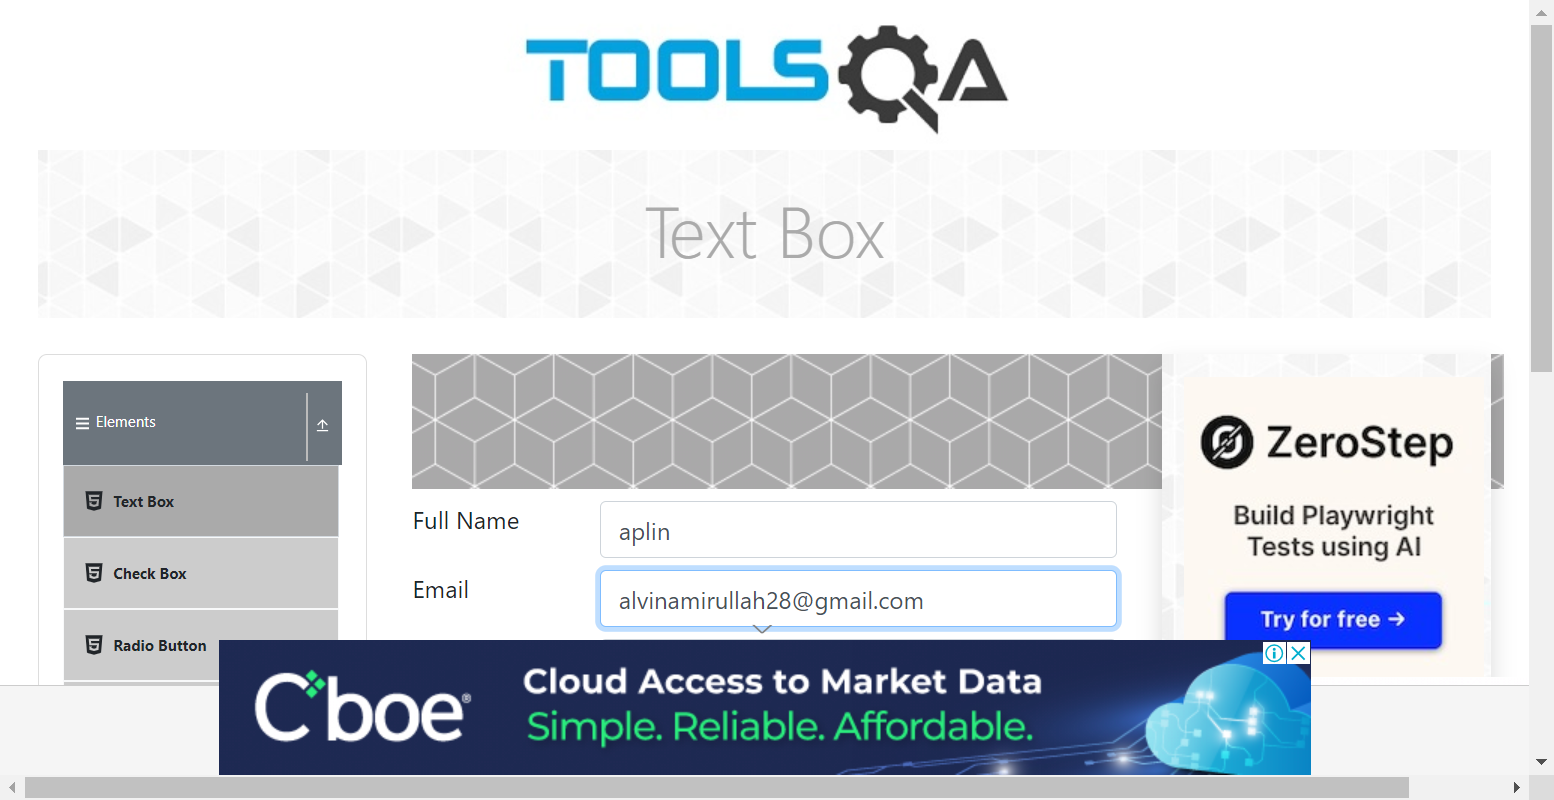 TOOLSQA
Text Box
Elements
Text Box
Check Box
Radio Button
Full Name
aplin
Email
alvinamirullah28@gmail.com
ZeroStep
Build Playwright
Tests using AI
Try for free →
Cboe®
Cloud Access to Market Data
Simple. Reliable. Affordable.